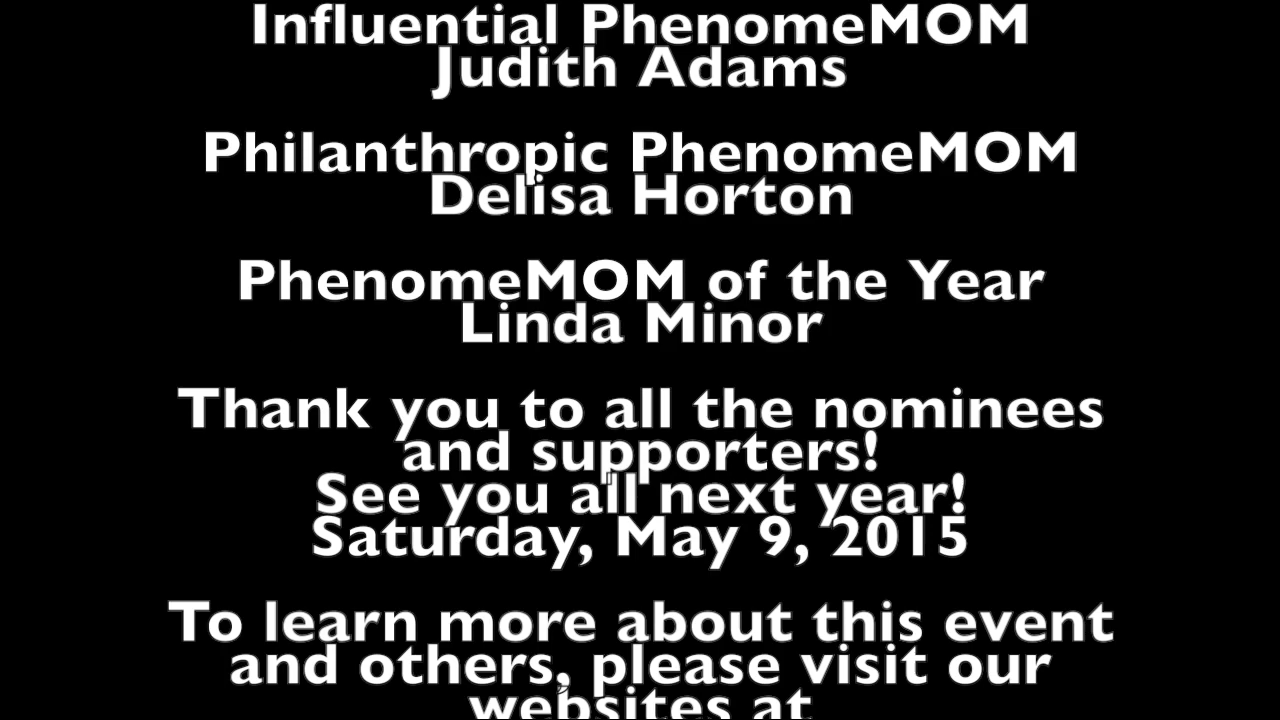 Influential PhenomeMOM
Judith Adams
Philanthropic PhenomeMOM
Delisa Horton
PhenomeMOM of the Year
Linda Minor
Thank you to all the nominees
and supporters!
See you all next year!
Saturday, May 9, 2015
To learn more about this event
and others, please visit our
websites at